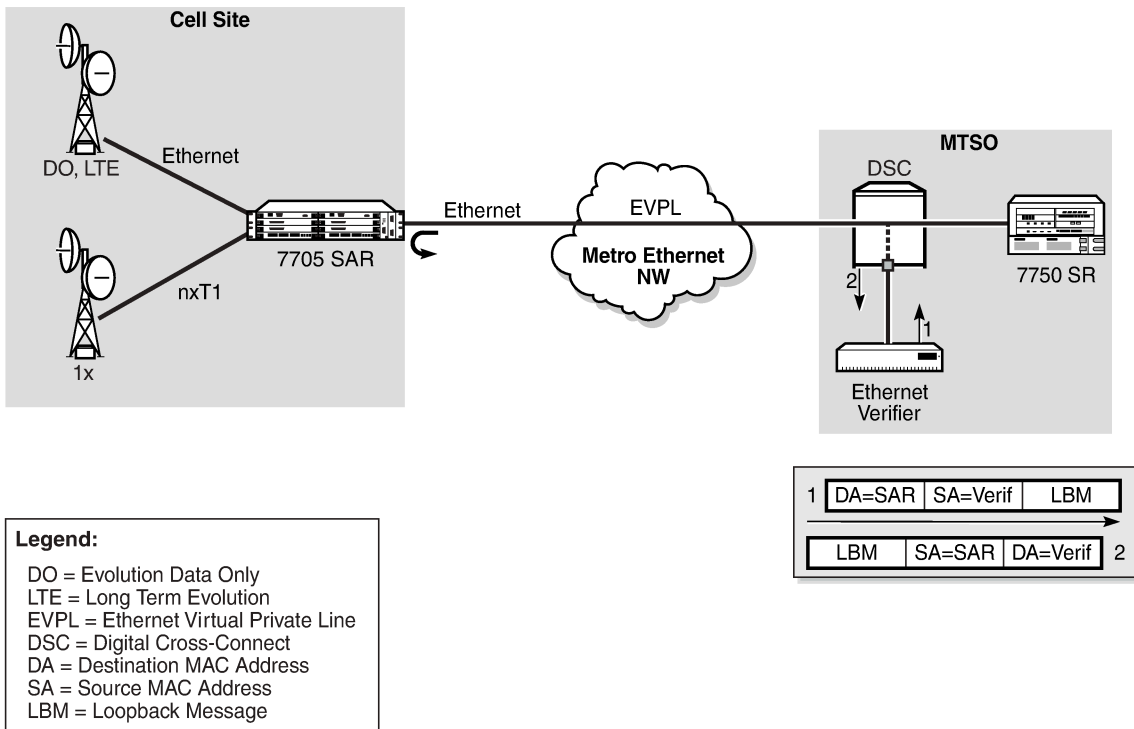 Cell Site
DO, LTE
Ethernet
7705 SAR
nxT1
1x
Ethernet
EVPL
Metro Ethernet
NW
MTSO
DSC
7750 SR
2
1
Ethernet
Verifier
1 DA=SAR SA=Verif LBM
LBM SA=SAR DA=Verif 2
Legend:
DO = Evolution Data Only
LTE = Long Term Evolution
EVPL = Ethernet Virtual Private Line
DSC = Digital Cross-Connect
DA = Destination MAC Address
SA = Source MAC Address
LBM = Loopback Message